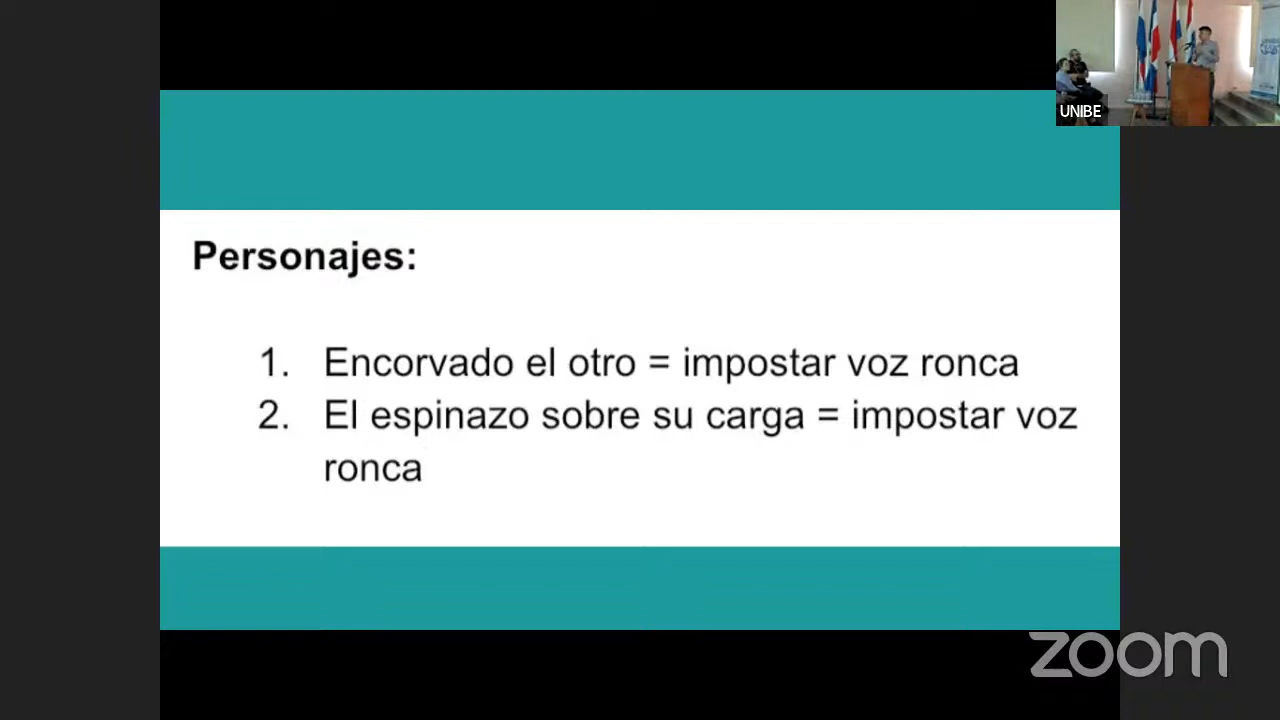 UNIBE
Personajes:
1. Encorvado el otro = impostar voz ronca
2. El espinazo sobre su carga = impostar voz
ronca
zoom